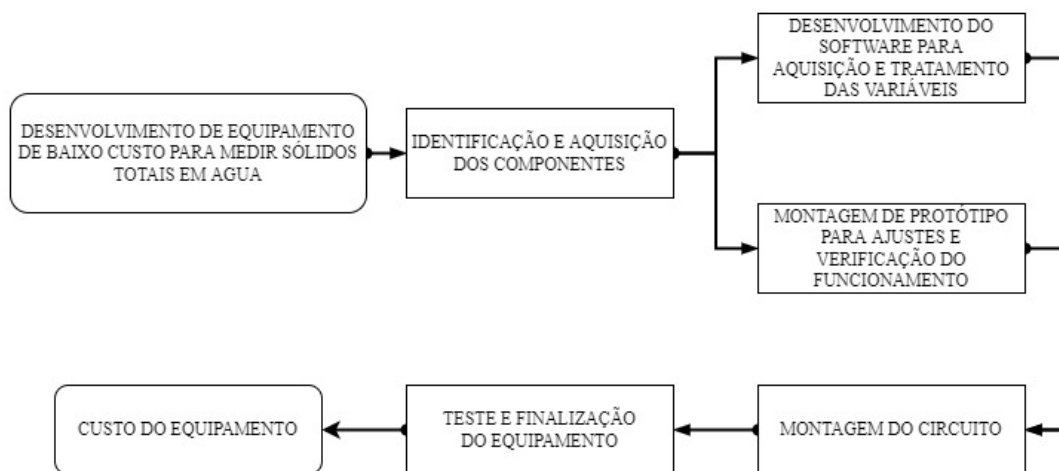 DESENVOLVIMENTO DE EQUIPAMENTO
DE BAIXO CUSTO PARA MEDIR SÓLIDOS
TOTAIS EM AGUA
IDENTIFICAÇÃO E AQUISIÇÃO
DOS COMPONENTES
DESENVOLVIMENTO DO
SOFTWARE PARA
AQUISIÇÃO E TRATAMENTO
DAS VARIÁVEIS
MONTAGEM DE PROTÓTIPO
PARA AJUSTES E
VERIFICAÇÃO DO
FUNCIONAMENTO
MONTAGEM DO CIRCUITO
TESTE E FINALIZAÇÃO
DO EQUIPAMENTO
CUSTO DO EQUIPAMENTO